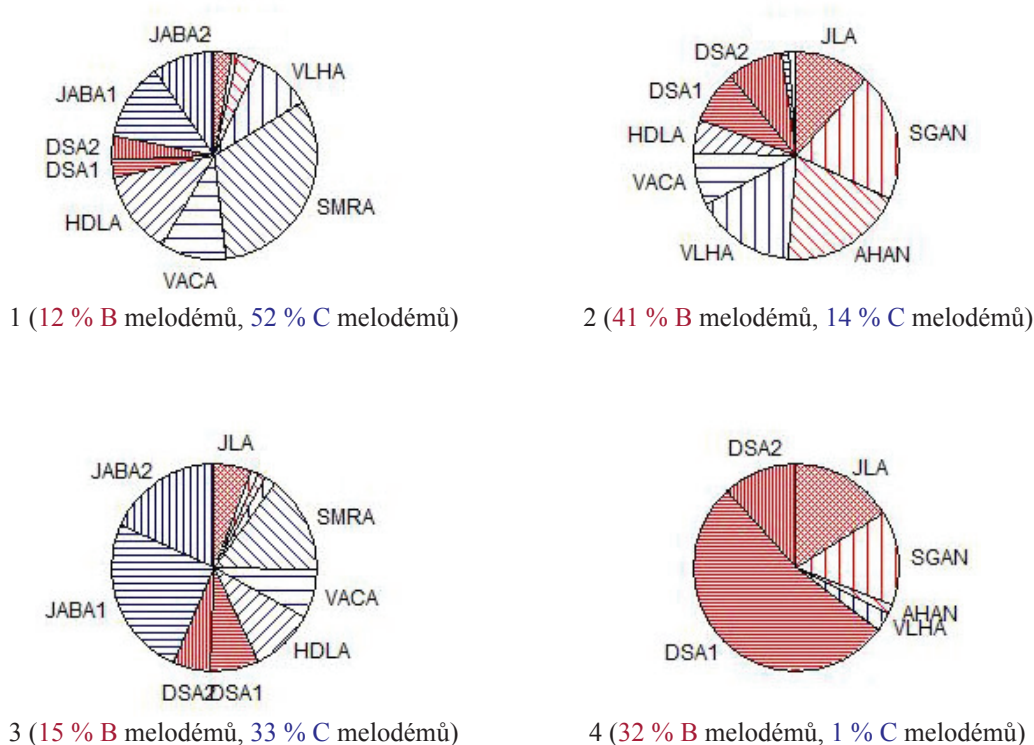 JABA2
VLHA
JABA1
DSA2
DSA1
SMRA
HDLA
VACA
1 (12 % B melodémů, 52 % C melodémů)
JLA
DSA2
DSA1
SGAN
HDLA
VACA
VLHA
AHAN
2 (41 % B melodémů, 14 % C melodémů)
JLA
JABA2
SMRA
VACA
JABA1
HDLA
DSA2
DSA1
3 (15 % B melodémů, 33 % C melodémů)
DSA2
JLA
SGAN
AHAN
VLHA
DSA1
4 (32 % B melodémů, 1 % C melodémů)